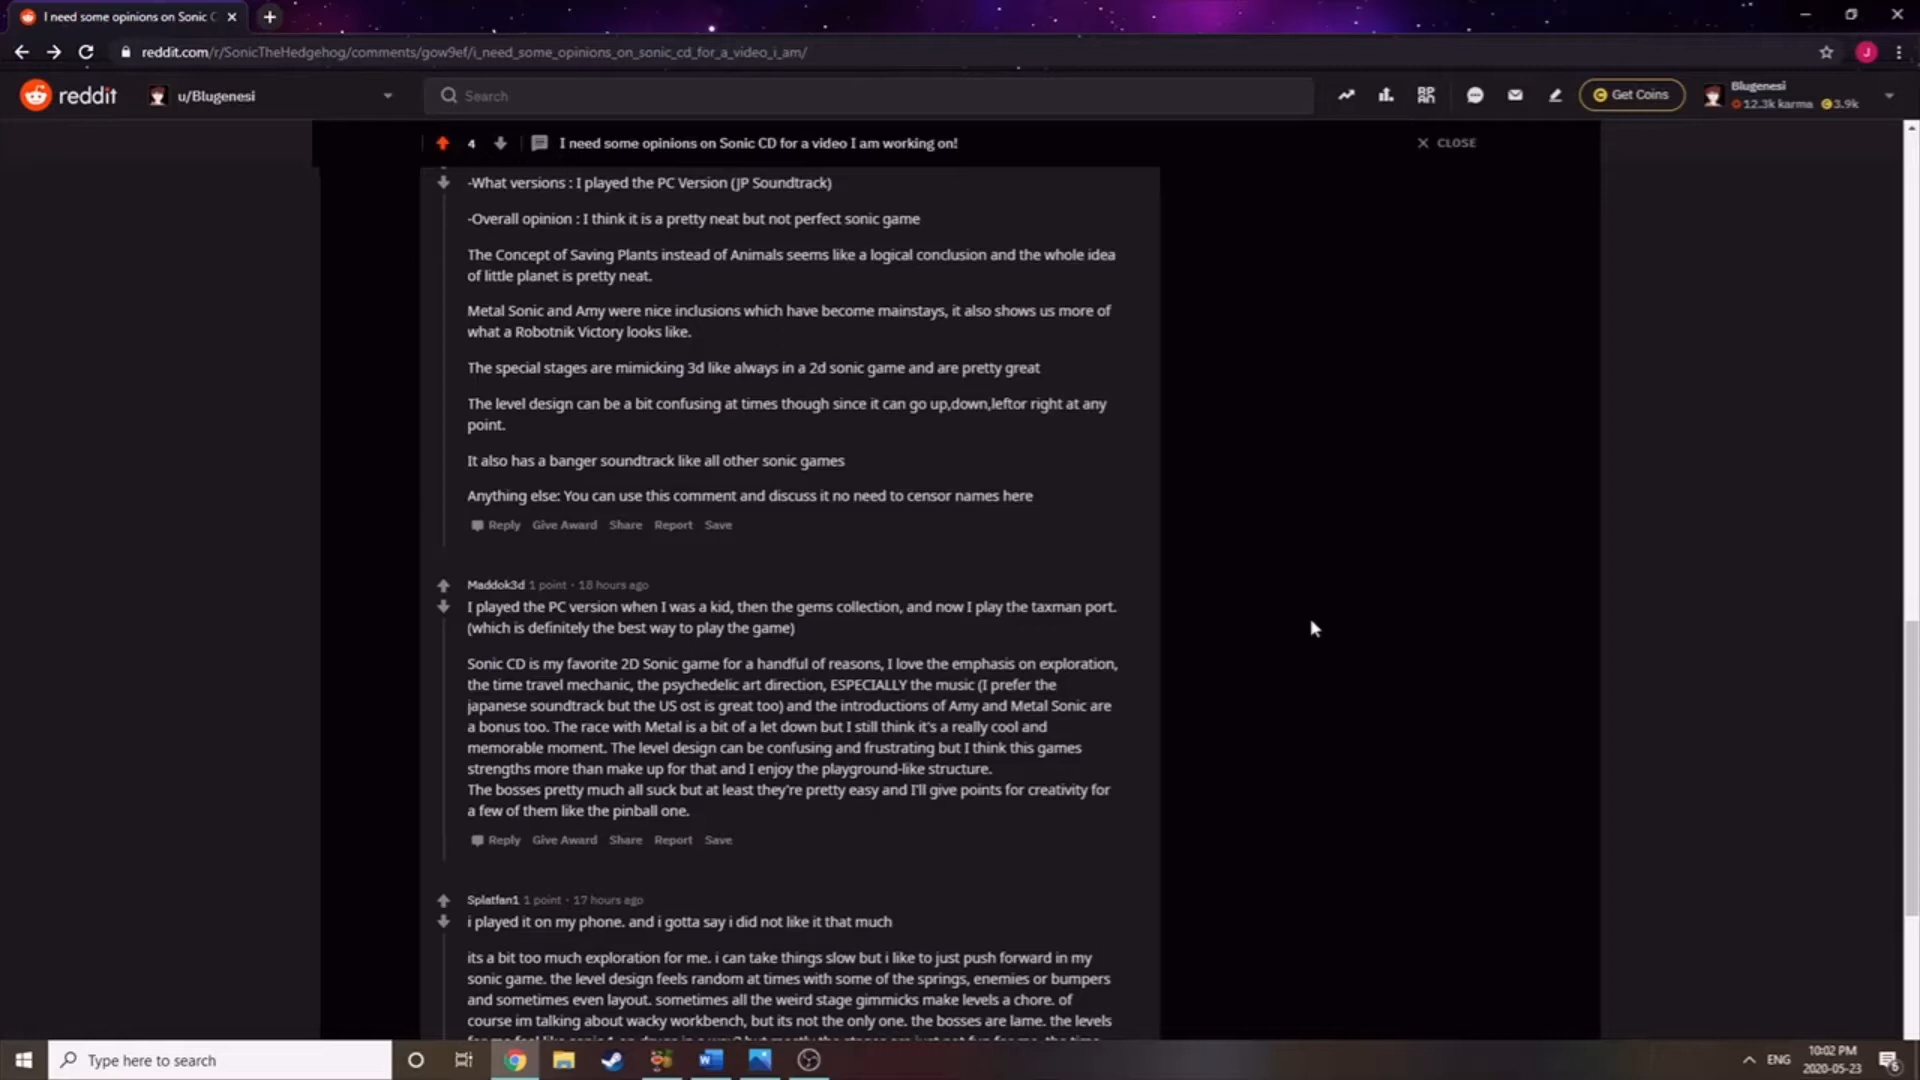 I need some opinions on Sonic C
reddit.com/r/SonicTheHedgehog/comments/gow9ef/i_need_some_opinions_on_sonic_cd_for_a_video_i_am/
J
reddit
u/Blugenesi
Search
Get Coins
Blugenesi
12.3k karma 3.9k
4
I need some opinions on Sonic CD for a video I am working on!
CLOSE
-What versions : I played the PC Version (JP Soundtrack)
-Overall opinion : I think it is a pretty neat but not perfect sonic game
The Concept of Saving Plants instead of Animals seems like a logical conclusion and the whole idea
of little planet is pretty neat.
Metal Sonic and Amy were nice inclusions which have become mainstays, it also shows us more of
what a Robotnik Victory looks like.
The special stages are mimicking 3d like always in a 2d sonic game and are pretty great
The level design can be a bit confusing at times though since it can go up,down,leftor right at any
point.
It also has a banger soundtrack like all other sonic games
Anything else: You can use this comment and discuss it no need to censor names here
Reply Give Award Share Report Save
Maddok3d 1 point · 18 hours ago
I played the PC version when I was a kid, then the gems collection, and now I play the taxman port.
(which is definitely the best way to play the game)
Sonic CD is my favorite 2D Sonic game for a handful of reasons, I love the emphasis on exploration,
the time travel mechanic, the psychedelic art direction, ESPECIALLY the music (I prefer the
japanese soundtrack but the US ost is great too) and the introductions of Amy and Metal Sonic are
a bonus too. The race with Metal is a bit of a let down but I still think it's a really cool and
memorable moment. The level design can be confusing and frustrating but I think this games
strengths more than make up for that and I enjoy the playground-like structure.
The bosses pretty much all suck but at least they're pretty easy and I'll give points for creativity for
a few of them like the pinball one.
Reply Give Award Share Report Save
Splatfan1 1 point · 17 hours ago
i played it on my phone. and i gotta say i did not like it that much
its a bit too much exploration for me. i can take things slow but i like to just push forward in my
sonic game. the level design feels random at times with some of the springs, enemies or bumpers
and sometimes even layout. sometimes all the weird stage gimmicks make levels a chore. of
course im talking about wacky workbench, but its not the only one. the bosses are lame. the levels
Type here to search
ENG
10:02 PM
2020-05-23